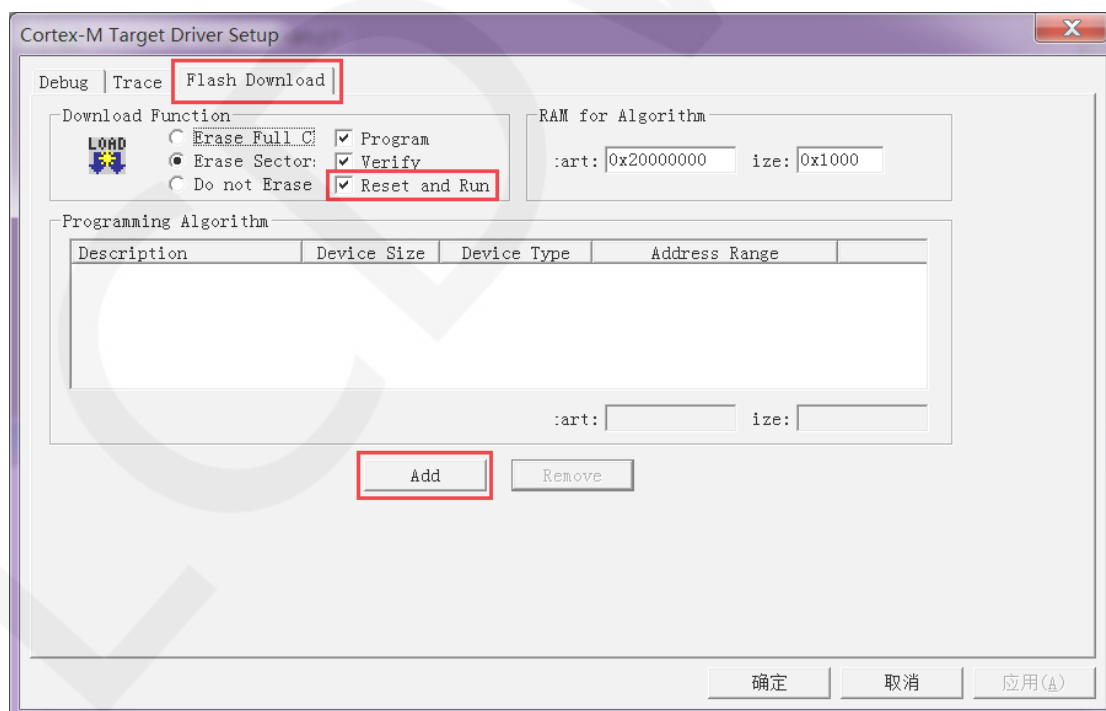 Cortex-M Target Driver Setup
Debug Trace Flash Download
Download Function RAM for Algorithm
LOAD Erase Full C Program
Erase Sector: Verify :art: 0x20000000 ize: 0x1000
Do not Erase Reset and Run
Programming Algorithm
Description Device Size Device Type Address Range
:art: ize:
Add Remove
确定 取消 应用(A)